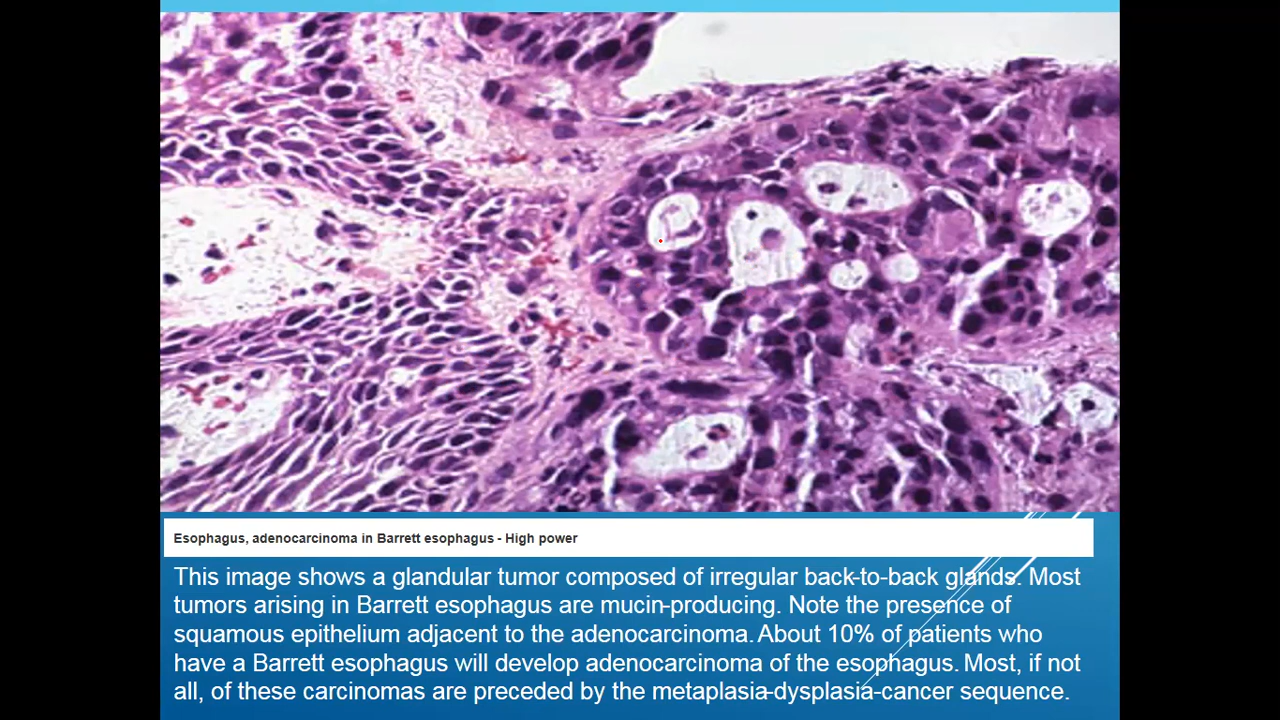 Esophagus, adenocarcinoma in Barrett esophagus - High power
This image shows a glandular tumor composed of irregular back-to-back glands. Most
tumors arising in Barrett esophagus are mucin-producing. Note the presence of
squamous epithelium adjacent to the adenocarcinoma. About 10% of patients who
have a Barrett esophagus will develop adenocarcinoma of the esophagus. Most, if not
all, of these carcinomas are preceded by the metaplasia-dysplasia-cancer sequence.